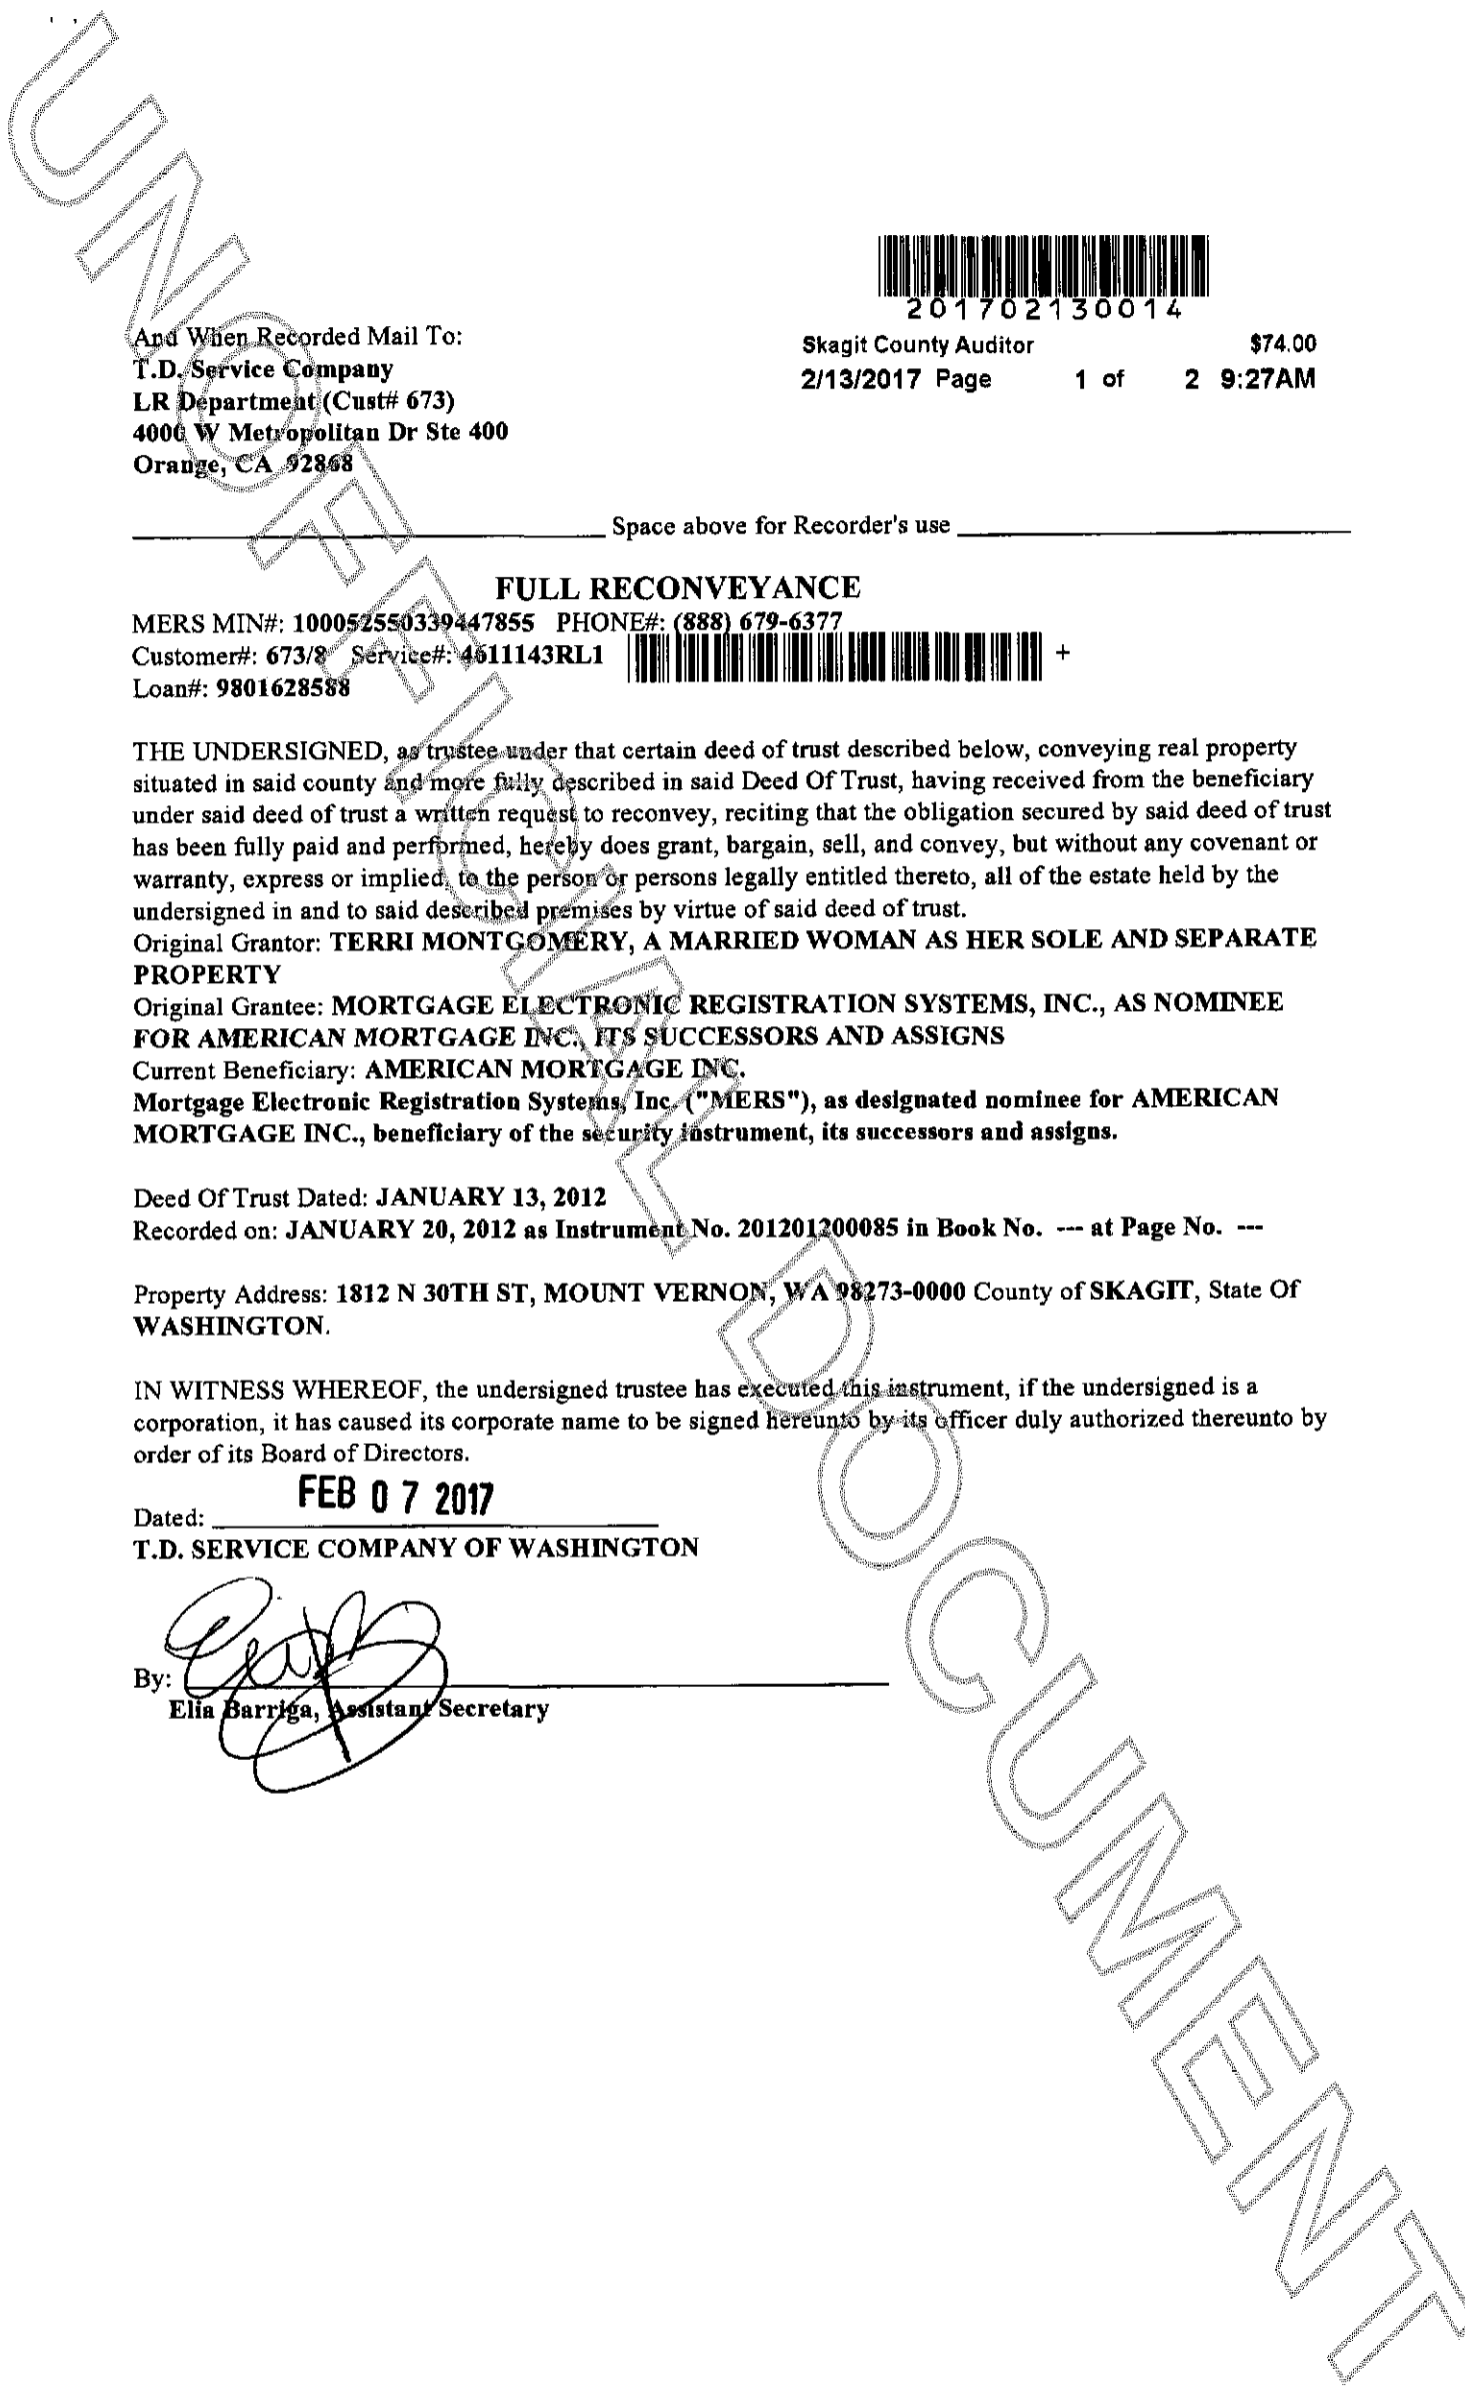 201702130014
Skagit County Auditor $74.00
2/13/2017 Page 1 of 2 9:27AM
And When Recorded Mail To:
T.D. Service Company
LR Department (Cust# 673)
4000 W Metropolitan Dr Ste 400
Orange, CA 92868
Space above for Recorder's use
FULL RECONVEYANCE
MERS MIN#: 100052550339447855 PHONE#: (888) 679-6377
Customer#: 673/8 Service#: 4611143RL1 +
Loan#: 9801628588
THE UNDERSIGNED, as trustee under that certain deed of trust described below, conveying real property
situated in said county and more fully described in said Deed Of Trust, having received from the beneficiary
under said deed of trust a written request to reconvey, reciting that the obligation secured by said deed of trust
has been fully paid and performed, hereby does grant, bargain, sell, and convey, but without any covenant or
warranty, express or implied, to the person or persons legally entitled thereto, all of the estate held by the
undersigned in and to said described premises by virtue of said deed of trust.
Original Grantor: TERRI MONTGOMERY, A MARRIED WOMAN AS HER SOLE AND SEPARATE
PROPERTY
Original Grantee: MORTGAGE ELECTRONIC REGISTRATION SYSTEMS, INC., AS NOMINEE
FOR AMERICAN MORTGAGE INC., ITS SUCCESSORS AND ASSIGNS
Current Beneficiary: AMERICAN MORTGAGE INC.
Mortgage Electronic Registration Systems, Inc. ("MERS"), as designated nominee for AMERICAN
MORTGAGE INC., beneficiary of the security instrument, its successors and assigns.
Deed Of Trust Dated: JANUARY 13, 2012
Recorded on: JANUARY 20, 2012 as Instrument No. 201201200085 in Book No. --- at Page No. ---
Property Address: 1812 N 30TH ST, MOUNT VERNON, WA 98273-0000 County of SKAGIT, State Of
WASHINGTON.
IN WITNESS WHEREOF, the undersigned trustee has executed this instrument, if the undersigned is a
corporation, it has caused its corporate name to be signed hereunto by its officer duly authorized thereunto by
order of its Board of Directors.
Dated: FEB 07 2017
T.D. SERVICE COMPANY OF WASHINGTON
By:
Elia Barriga, Assistant Secretary
UNOFFICIAL DOCUMENT